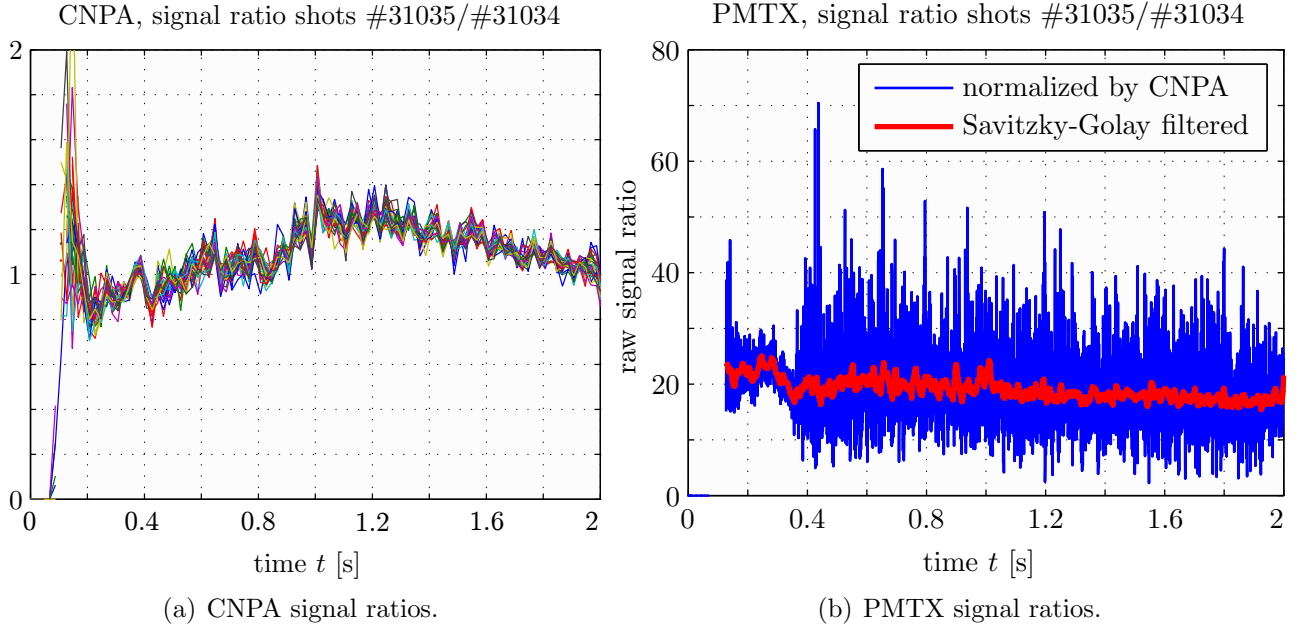 CNPA, signal ratio shots #31035/#31034
2
1
0
0
0.4
0.8
1.2
1.6
2
time t [s]
(a) CNPA signal ratios.
PMTX, signal ratio shots #31035/#31034
normalized by CNPA
Savitzky-Golay filtered
raw signal ratio
80
60
40
20
0
0
0.4
0.8
1.2
1.6
2
time t [s]
(b) PMTX signal ratios.